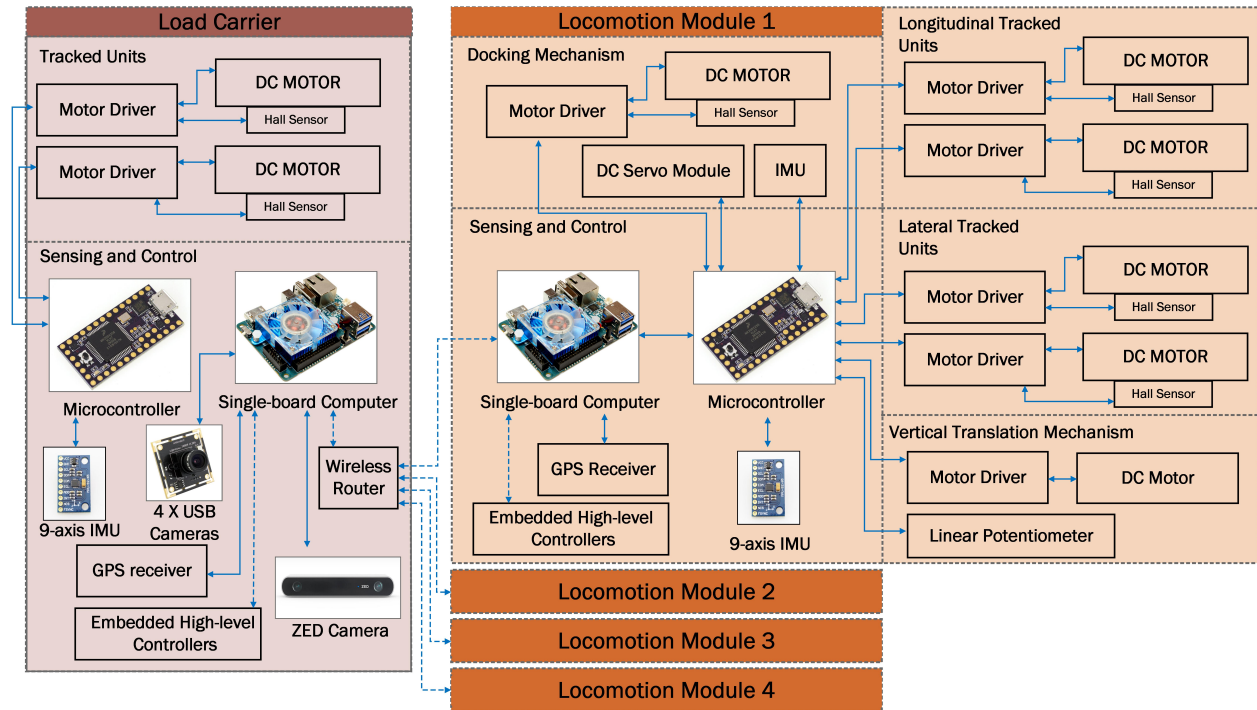 Load Carrier
Tracked Units
Motor Driver
DC MOTOR
Hall Sensor
Motor Driver
DC MOTOR
Hall Sensor
Sensing and Control
Microcontroller
Single-board Computer
9-axis IMU
4 X USB
Cameras
Wireless
Router
GPS receiver
Embedded High-level
Controllers
ZED
ZED Camera
Locomotion Module 1
Docking Mechanism
Motor Driver
DC MOTOR
Hall Sensor
DC Servo Module
IMU
Sensing and Control
Single-board Computer
Microcontroller
GPS Receiver
Embedded High-level
Controllers
9-axis IMU
Longitudinal Tracked
Units
Motor Driver
DC MOTOR
Hall Sensor
Motor Driver
DC MOTOR
Hall Sensor
Lateral Tracked
Units
Motor Driver
DC MOTOR
Hall Sensor
Motor Driver
DC MOTOR
Hall Sensor
Vertical Translation Mechanism
Motor Driver
DC Motor
Linear Potentiometer
Locomotion Module 2
Locomotion Module 3
Locomotion Module 4